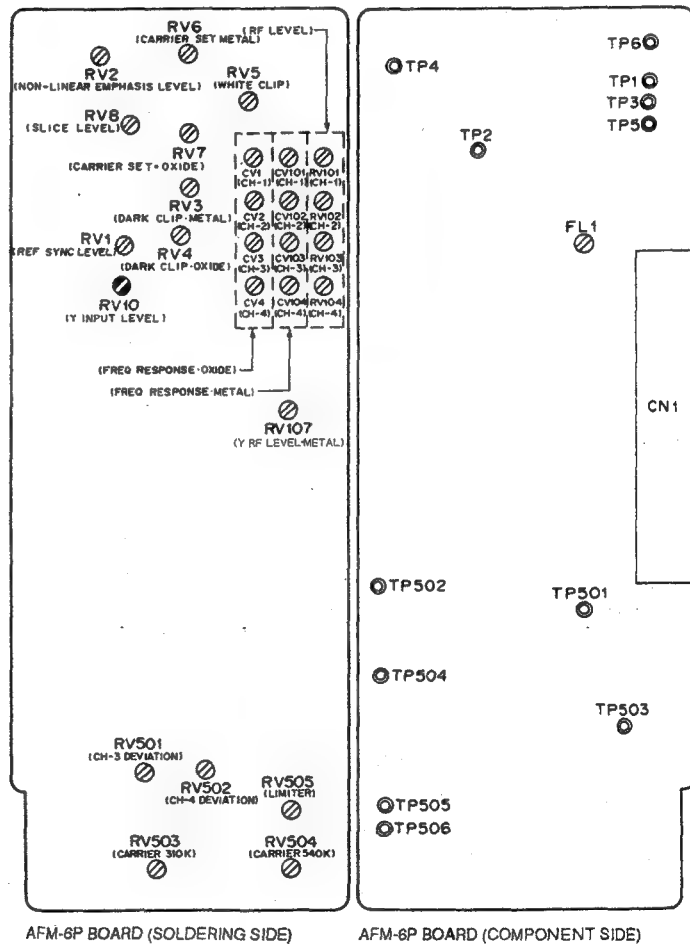 RV6
(CARRIER SET METAL)
(RF LEVEL)
RV2
(NON-LINEAR EMPHASIS LEVEL)
RV5
(WHITE CLIP)
RV8
(SLICE LEVEL)
RV7
(CARRIER SET-OXIDE)
CV1
(CH-1)
CV101
(CH-1)
RV101
(CH-1)
RV3
(DARK CLIP-METAL)
CV2
(CH-2)
CV102
(CH-2)
RV102
(CH-2)
RV1
(REF SYNC LEVEL)
RV4
(DARK CLIP-OXIDE)
CV3
(CH-3)
CV103
(CH-3)
RV103
(CH-3)
RV10
(Y INPUT LEVEL)
CV4
(CH-4)
CV104
(CH-4)
RV104
(CH-4)
(FREQ RESPONSE-OXIDE)
(FREQ RESPONSE-METAL)
RV107
(Y RF LEVEL-METAL)
RV501
(CH-3 DEVIATION)
RV502
(CH-4 DEVIATION)
RV505
(LIMITER)
RV503
(CARRIER 310K)
RV504
(CARRIER 540K)
AFM-6P BOARD (SOLDERING SIDE)
TP6
TP4
TP1
TP3
TP5
TP2
FL1
CN1
TP502
TP501
TP504
TP503
TP505
TP506
AFM-6P BOARD (COMPONENT SIDE)